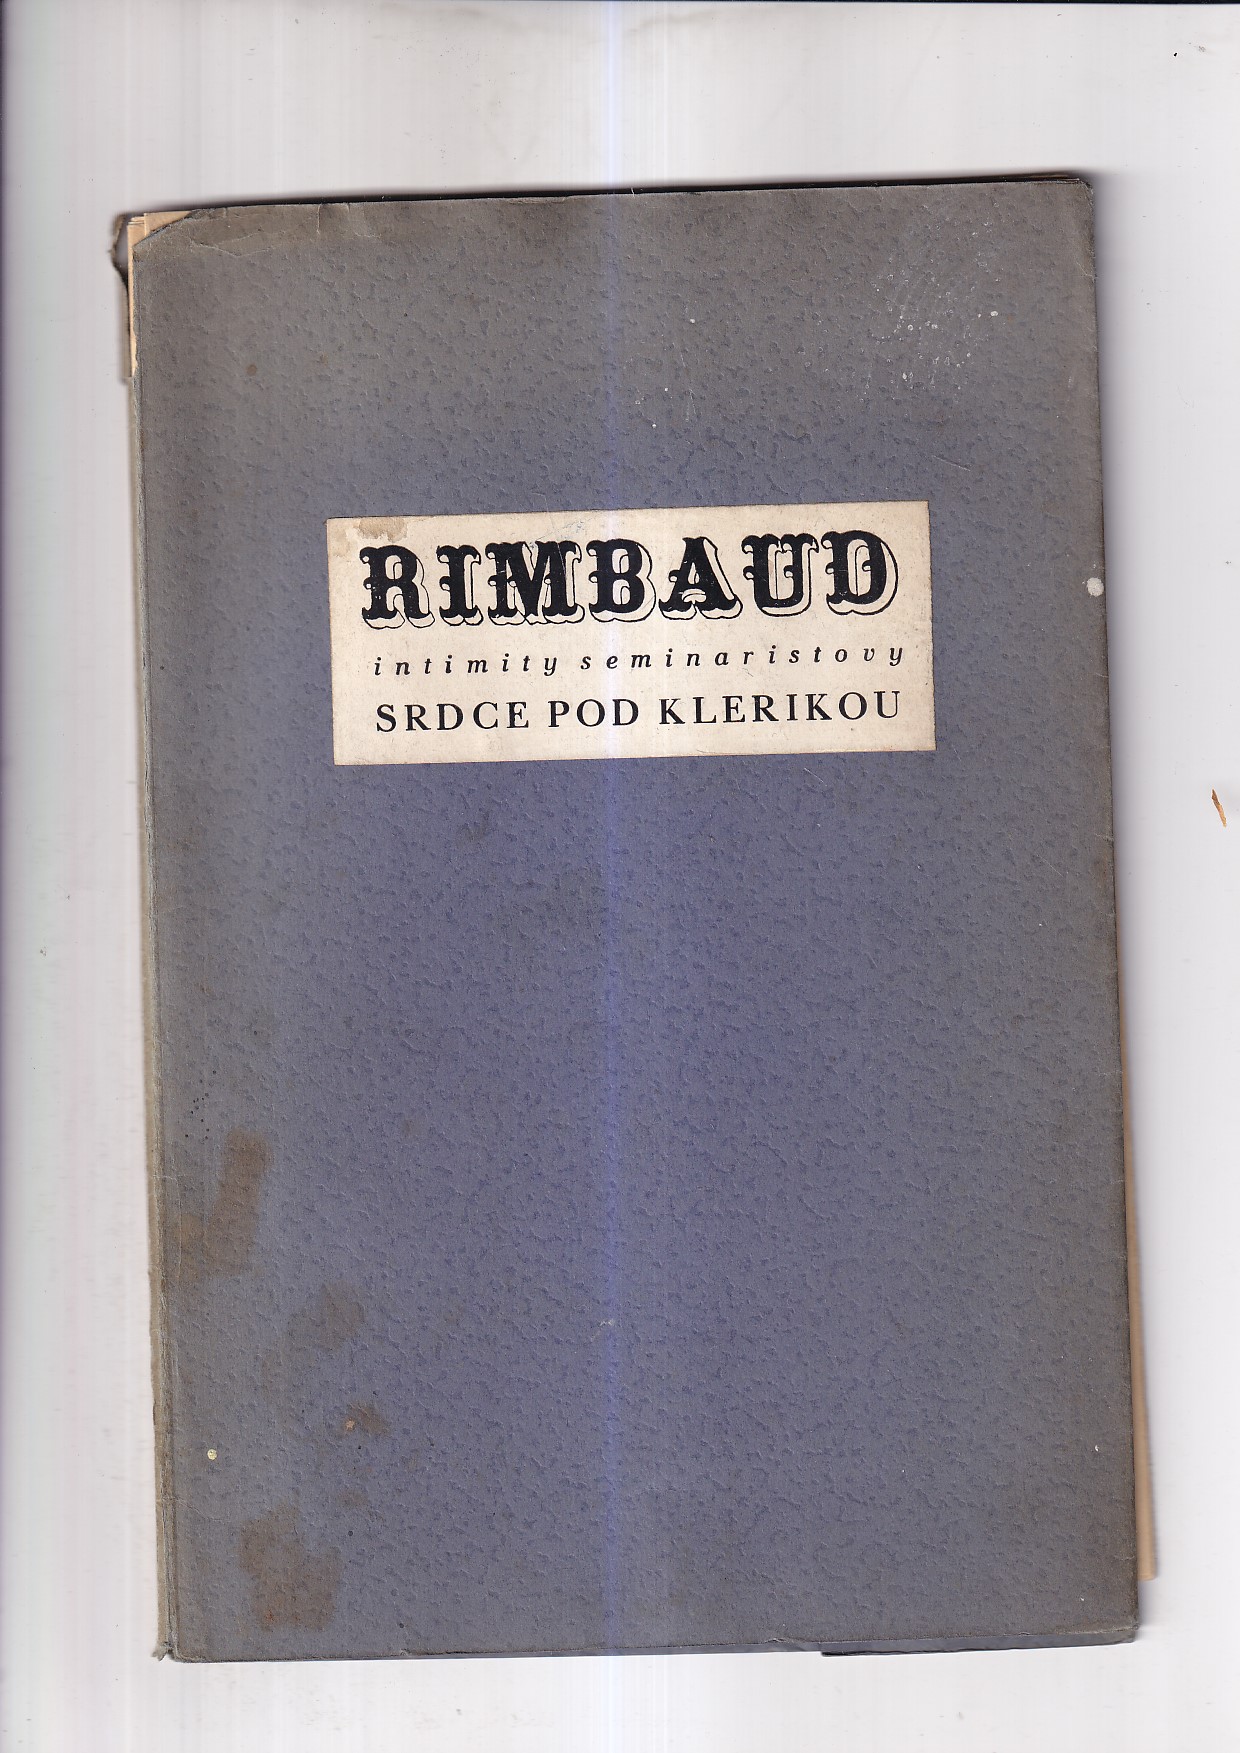 RIMBAUD
intimity seminaristovy
SRDCE POD KLERIKOU